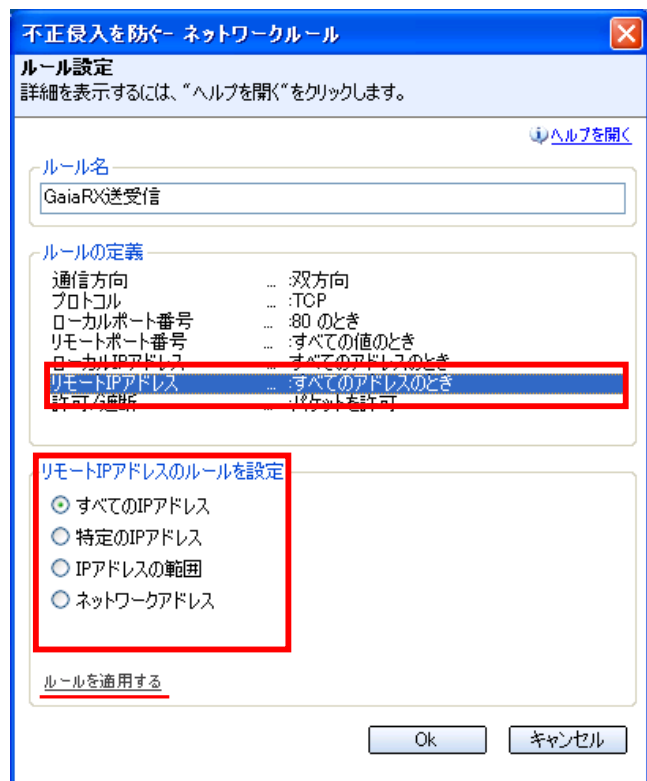 不正侵入を防ぐ- ネットワークルール
ルール設定
詳細を表示するには、“ヘルプを開く“をクリックします。
ヘルプを開く
ルール名
GaiaRX送受信
ルールの定義
通信方向 ... :双方向
プロトコル ... :TCP
ローカルポート番号 ... :80 のとき
リモートポート番号 ... :すべての値のとき
ローカルIPアドレス ... :すべてのアドレスのとき
リモートIPアドレス ... :すべてのアドレスのとき
許可/遮断 ... :パケットを許可
リモートIPアドレスのルールを設定
すべてのIPアドレス
特定のIPアドレス
IPアドレスの範囲
ネットワークアドレス
ルールを適用する
Ok キャンセル